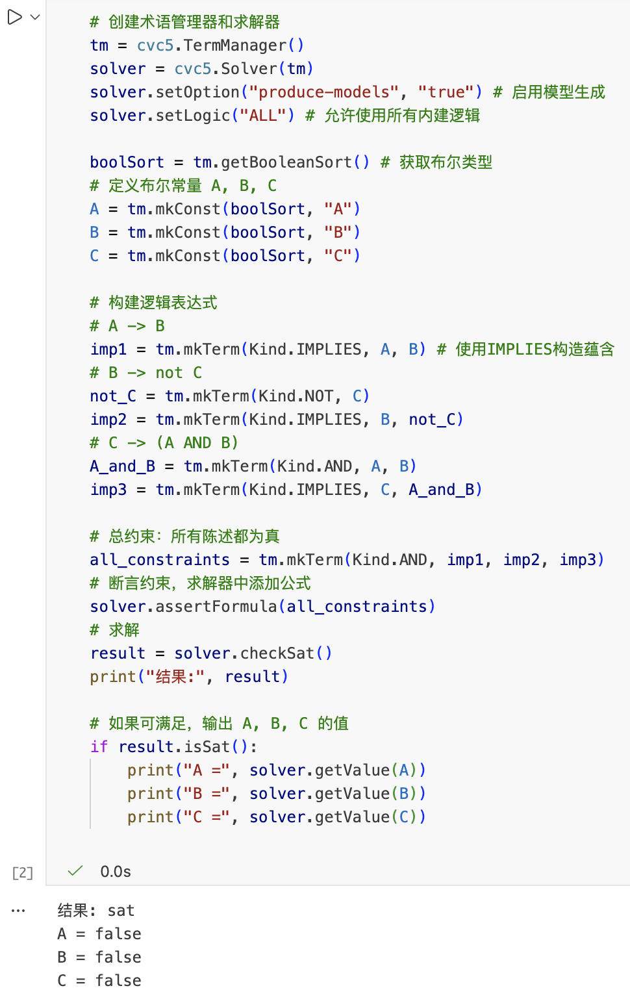 # 创建术语管理器和求解器
tm = cvc5.TermManager()
solver = cvc5.Solver(tm)
solver.setOption("produce-models", "true") # 启用模型生成
solver.setLogic("ALL") # 允许使用所有内建逻辑
boolSort = tm.getBooleanSort() # 获取布尔类型
# 定义布尔常量 A, B, C
A = tm.mkConst(boolSort, "A")
B = tm.mkConst(boolSort, "B")
C = tm.mkConst(boolSort, "C")
# 构建逻辑表达式
# A -> B
imp1 = tm.mkTerm(Kind.IMPLIES, A, B) # 使用IMPLIES构造蕴含
# B -> not C
not_C = tm.mkTerm(Kind.NOT, C)
imp2 = tm.mkTerm(Kind.IMPLIES, B, not_C)
# C -> (A AND B)
A_and_B = tm.mkTerm(Kind.AND, A, B)
imp3 = tm.mkTerm(Kind.IMPLIES, C, A_and_B)
# 总约束：所有陈述都为真
all_constraints = tm.mkTerm(Kind.AND, imp1, imp2, imp3)
# 断言约束，求解器中添加公式
solver.assertFormula(all_constraints)
# 求解
result = solver.checkSat()
print("结果:", result)
# 如果可满足，输出 A, B, C 的值
if result.isSat():
    print("A =", solver.getValue(A))
    print("B =", solver.getValue(B))
    print("C =", solver.getValue(C))
[2] 0.0s
结果: sat
A = false
B = false
C = false